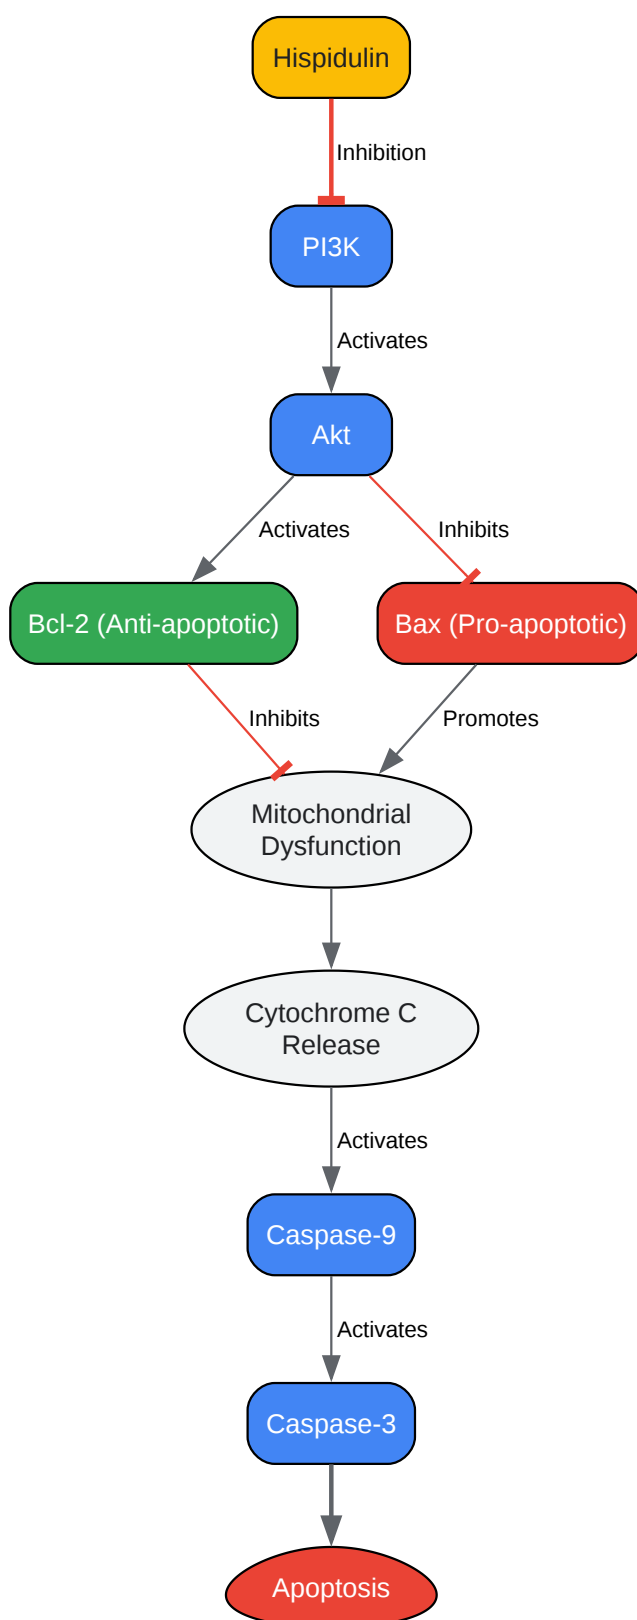 Hispidulin
Inhibition
PI3K
Activates
Akt
Activates
Inhibits
Bcl-2 (Anti-apoptotic)
Bax (Pro-apoptotic)
Inhibits
Promotes
Mitochondrial
Dysfunction
Cytochrome C
Release
Activates
Caspase-9
Activates
Caspase-3
Apoptosis